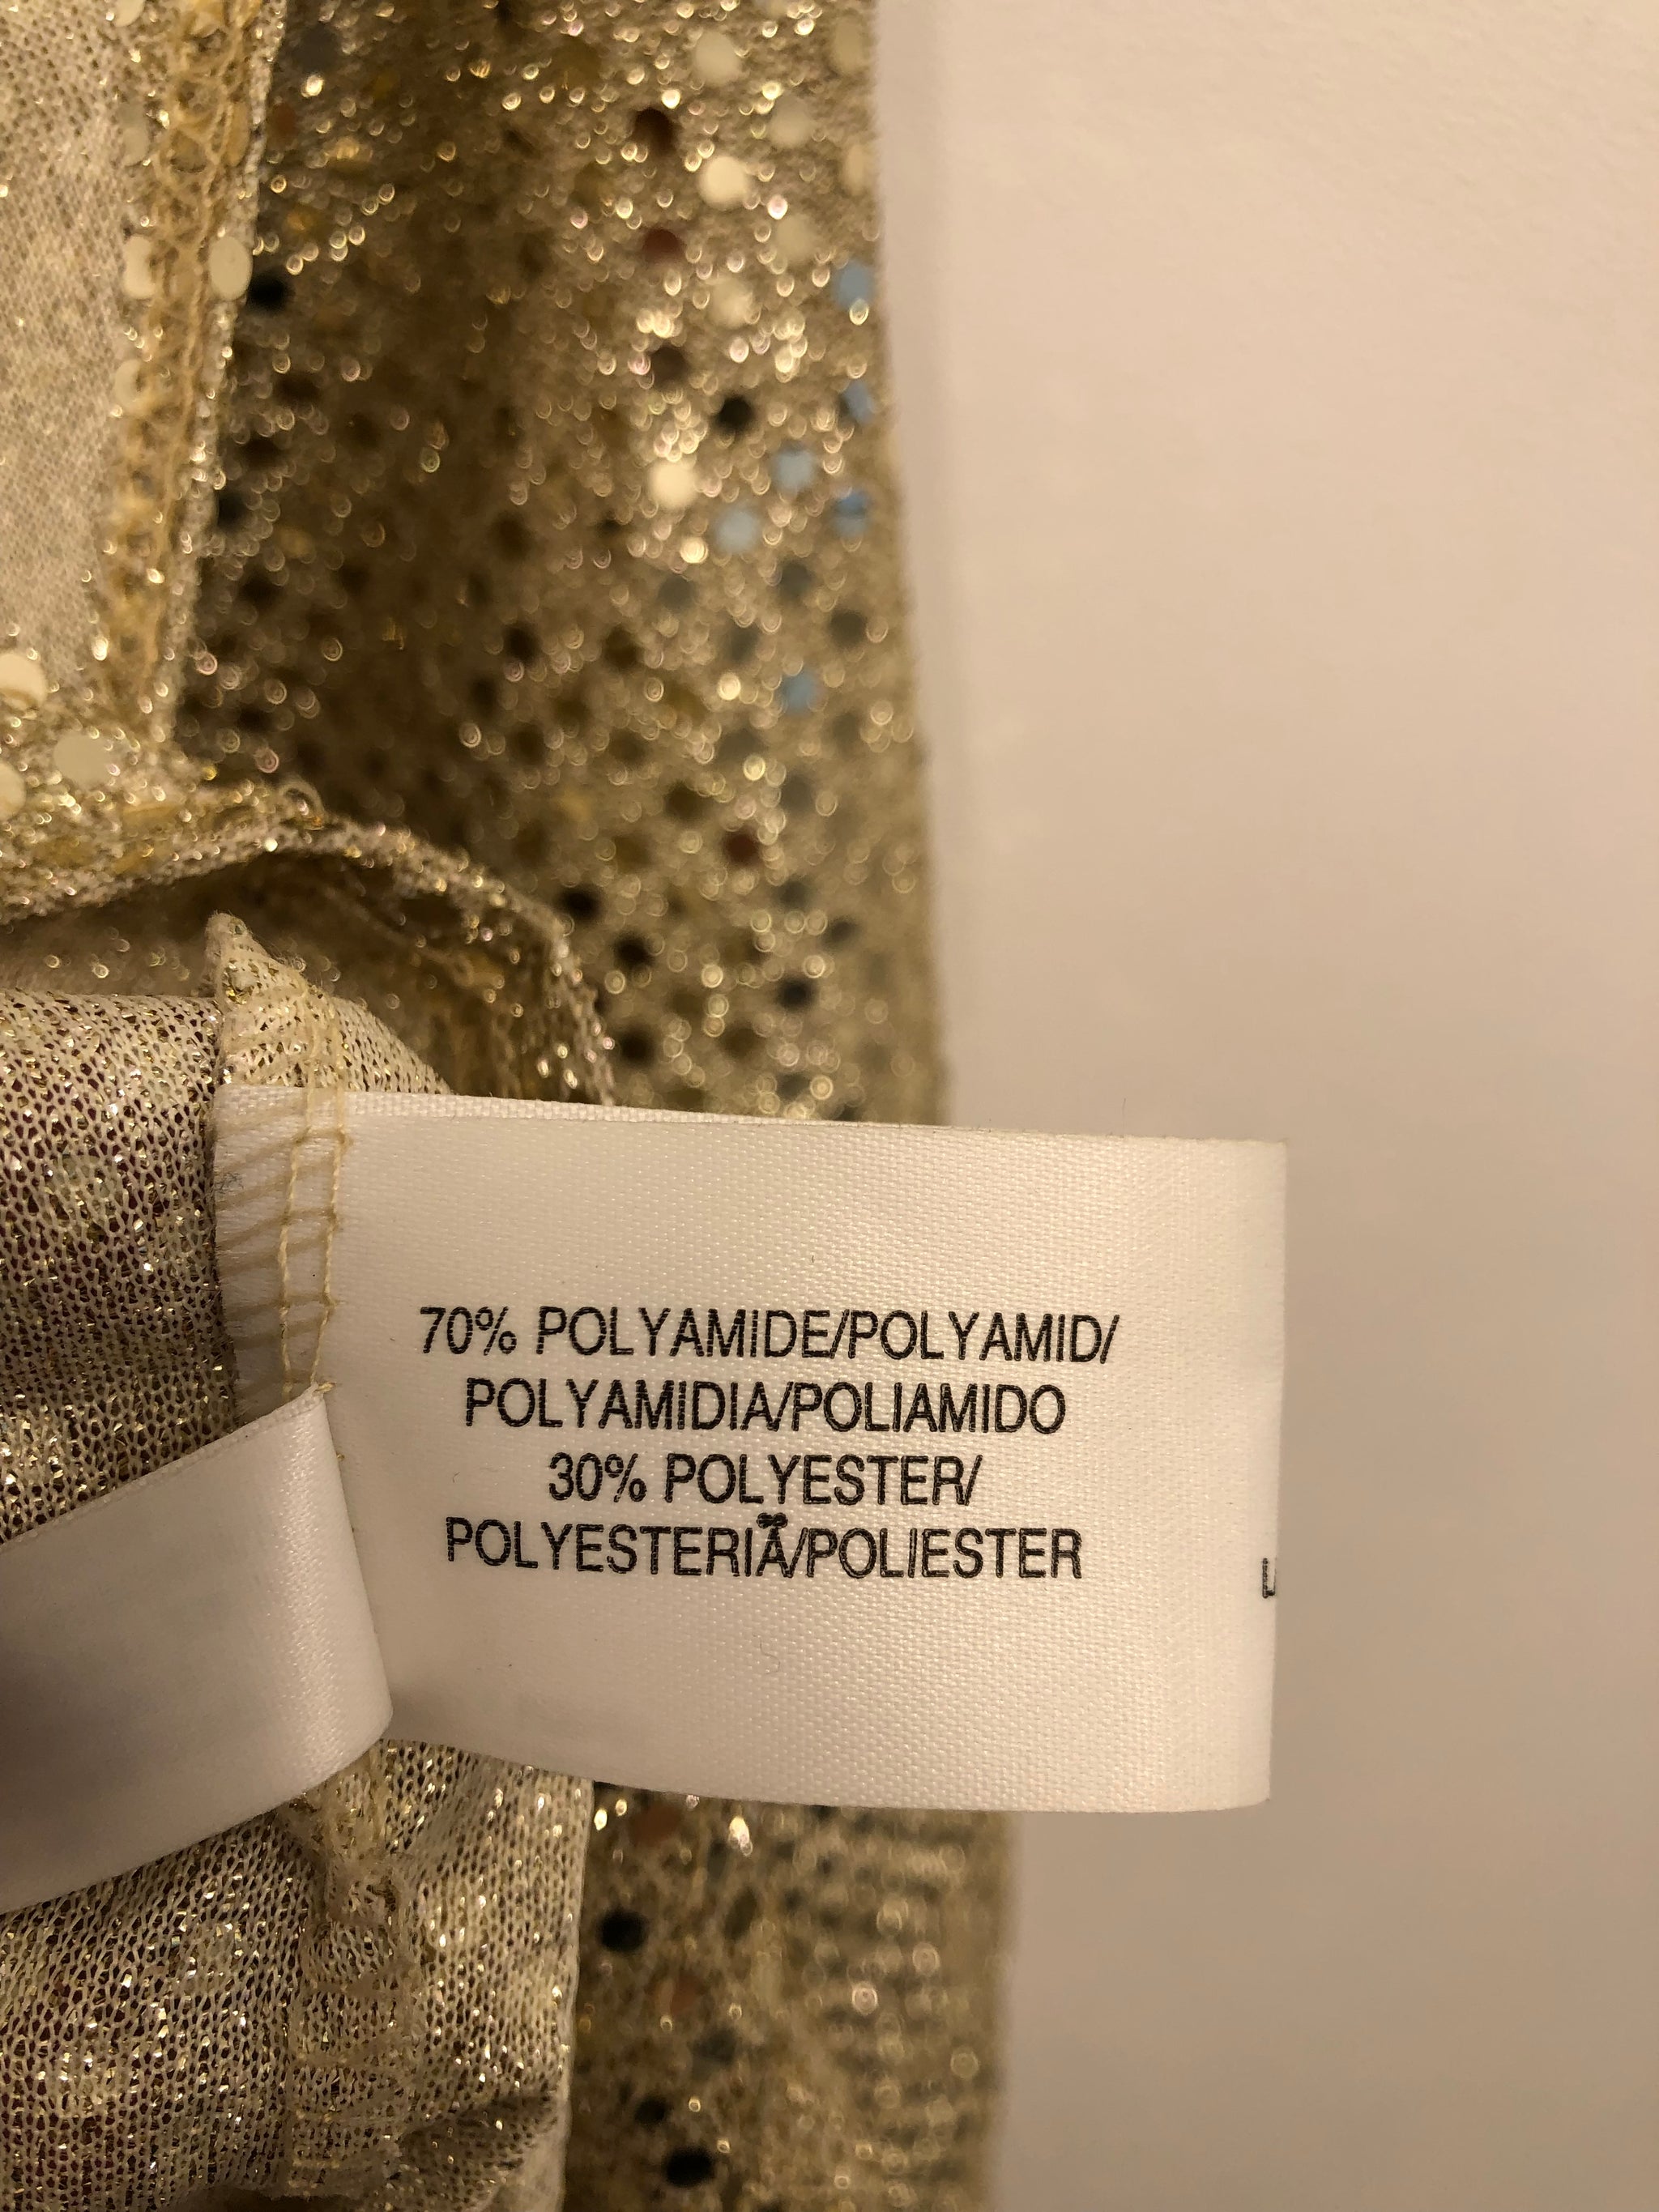 70% POLYAMIDE/POLYAMID/
POLYAMIDIA/POLIAMIDO
30% POLYESTER/
POLYESTERIÄ/POLIESTER